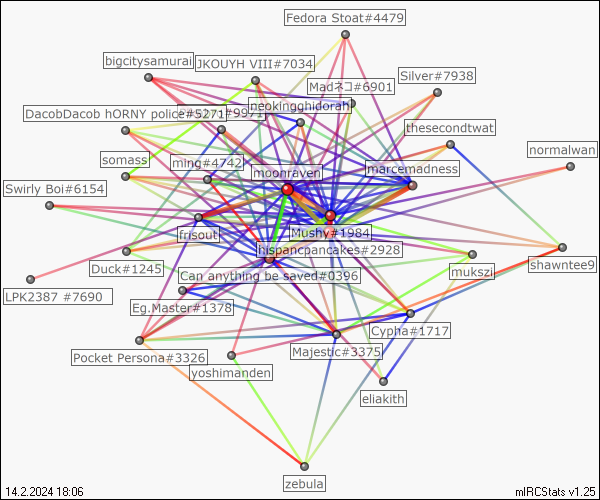 Fedora Stoat#4479
bigcitysamurai
JKOUYH VIII#7034
Silver#7938
Madネコ#6901
neokingghidorah
DacobDacob hORNY police#5271
#9971
thesecondtwat
normalwan
somass
ming#4742
moonraven
marcemadness
Swirly Boi#6154
frisout
Mushy#1984
hispancpancakes#2928
Duck#1245
Can anything be saved#0396
mukszi
shawntee9
LPK2387 #7690
Eg.Master#1378
Cypha#1717
Pocket Persona#3326
Majestic#3375
yoshimanden
eliakith
zebula
14.2.2024 18:06
mIRCStats v1.25